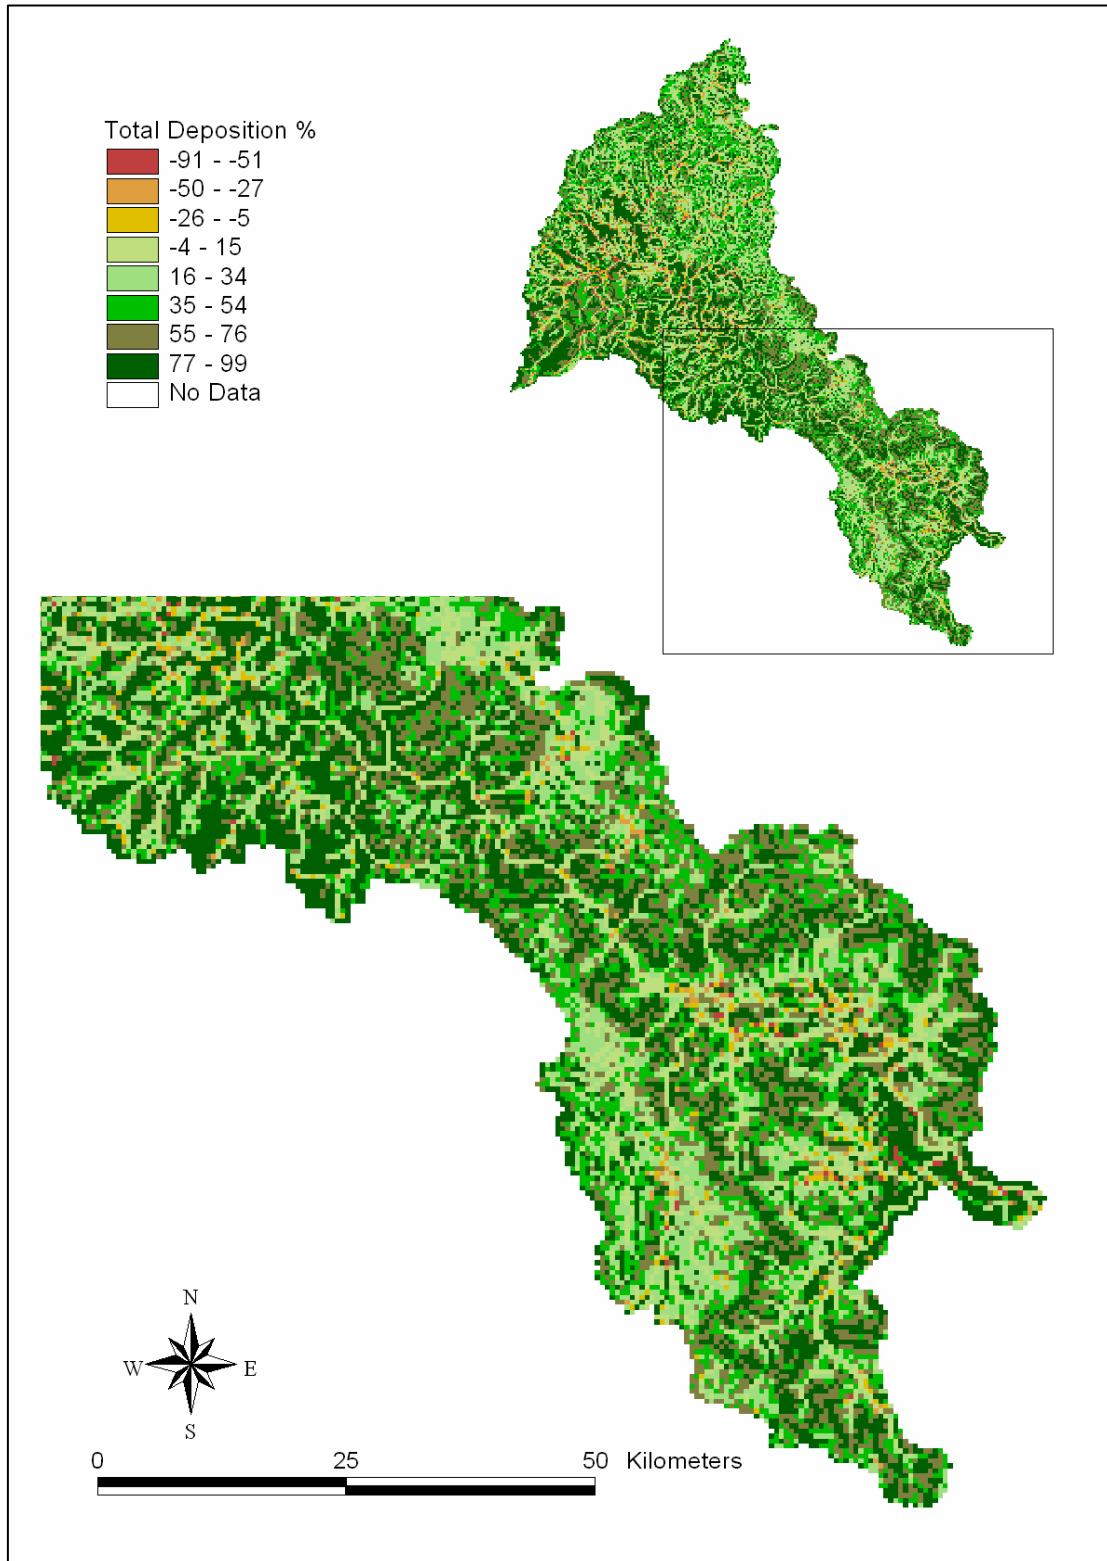 Total Deposition %
-91 - -51
-50 - -27
-26 - -5
-4 - 15
16 - 34
35 - 54
55 - 76
77 - 99
No Data
N
W E
S
0 25 50 Kilometers